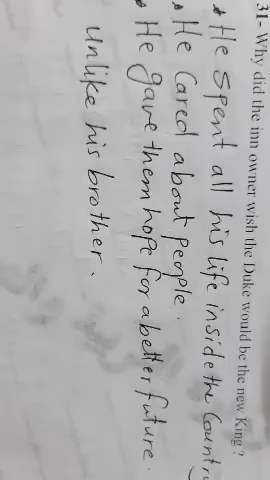 31- Why did the inn owner wish the Duke would be the new King ?
He spent all his life inside the Country
He Cared about people.
He gave them hope for a better future.
Unlike his brother.